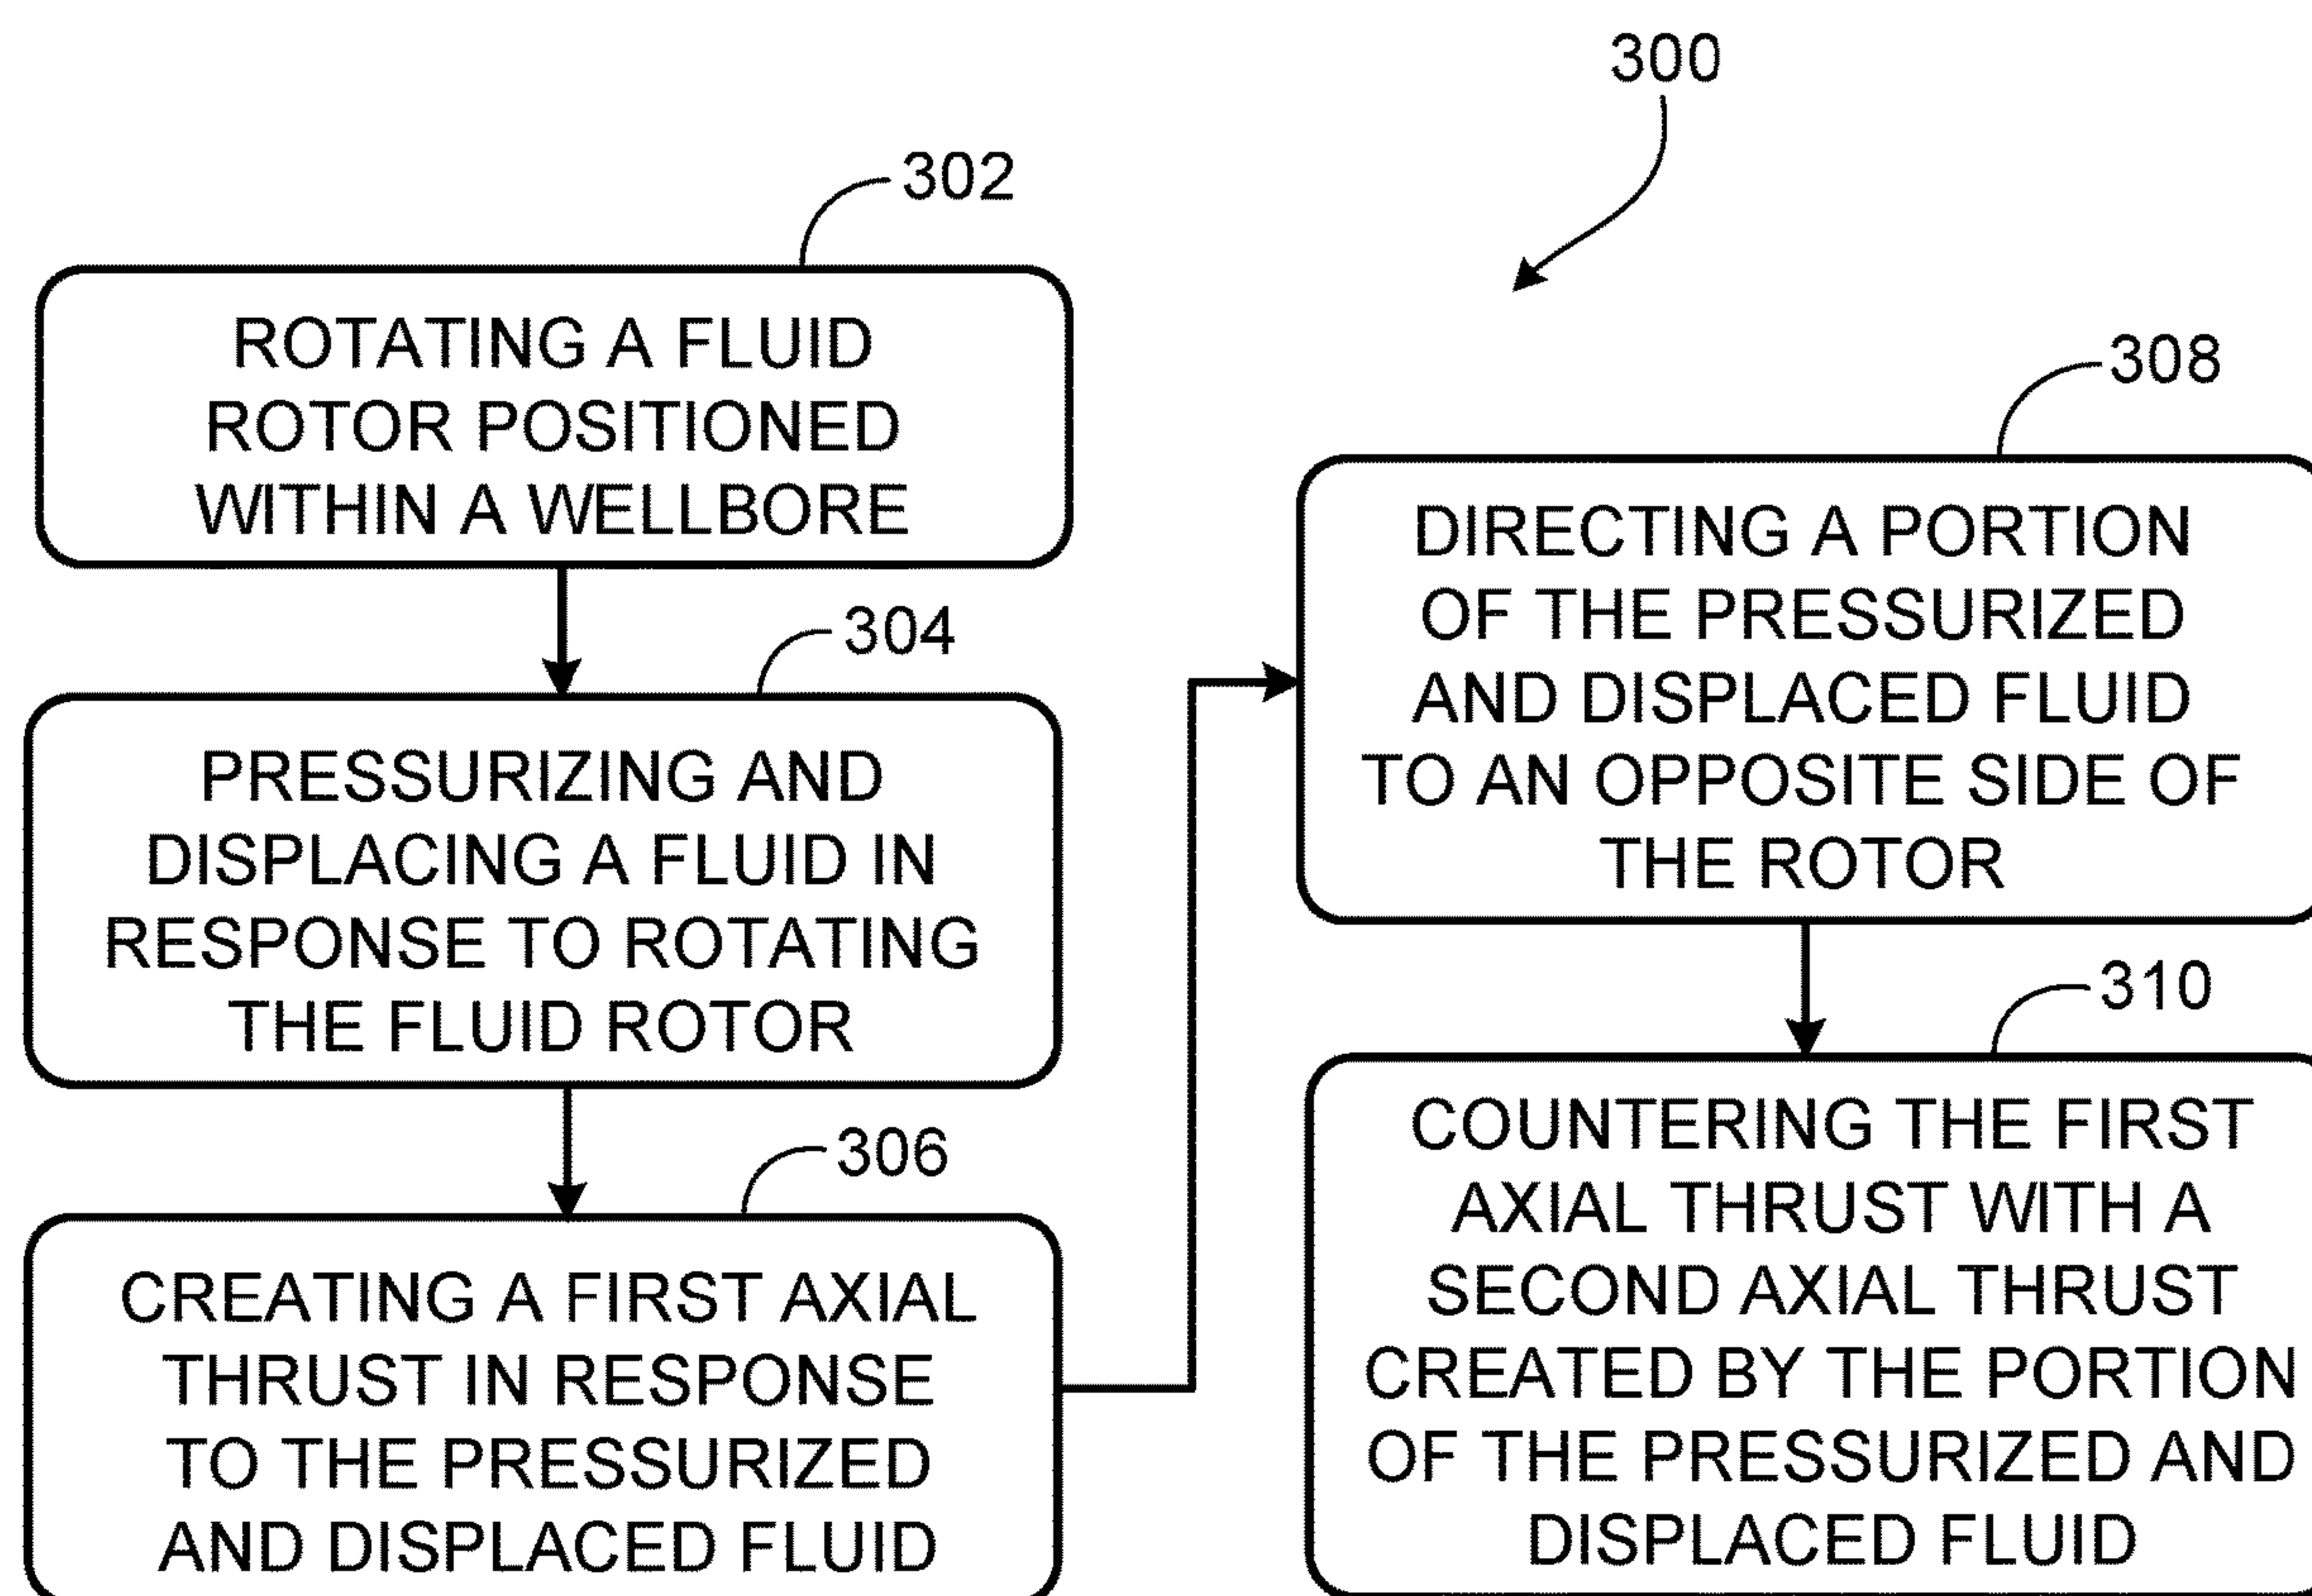 300
302
ROTATING A FLUID
ROTOR POSITIONED
WITHIN A WELLBORE
304
PRESSURIZING AND
DISPLACING A FLUID IN
RESPONSE TO ROTATING
THE FLUID ROTOR
306
CREATING A FIRST AXIAL
THRUST IN RESPONSE
TO THE PRESSURIZED
AND DISPLACED FLUID
308
DIRECTING A PORTION
OF THE PRESSURIZED
AND DISPLACED FLUID
TO AN OPPOSITE SIDE OF
THE ROTOR
310
COUNTERING THE FIRST
AXIAL THRUST WITH A
SECOND AXIAL THRUST
CREATED BY THE PORTION
OF THE PRESSURIZED AND
DISPLACED FLUID